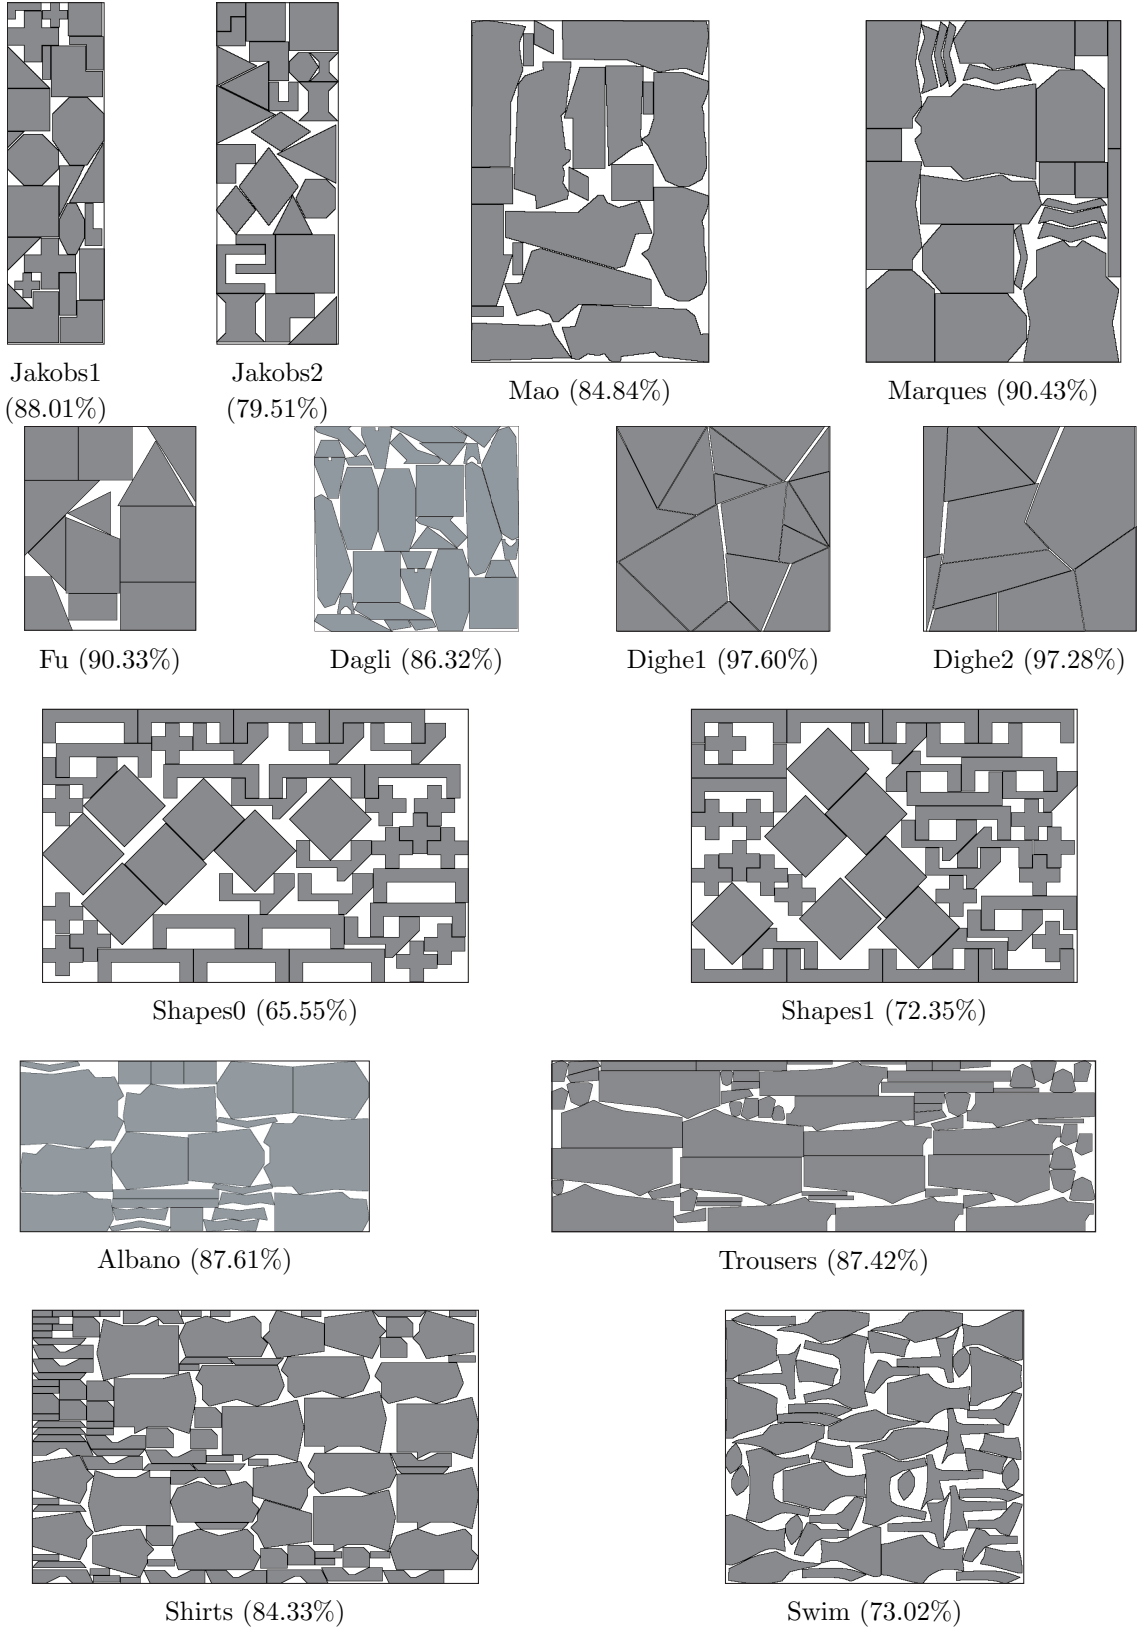 Jakobs1
(88.01%)
Jakobs2
(79.51%)
Mao (84.84%)
Marques (90.43%)
Fu (90.33%)
Dagli (86.32%)
Dighe1 (97.60%)
Dighe2 (97.28%)
Shapes0 (65.55%)
Shapes1 (72.35%)
Albano (87.61%)
Trousers (87.42%)
Shirts (84.33%)
Swim (73.02%)